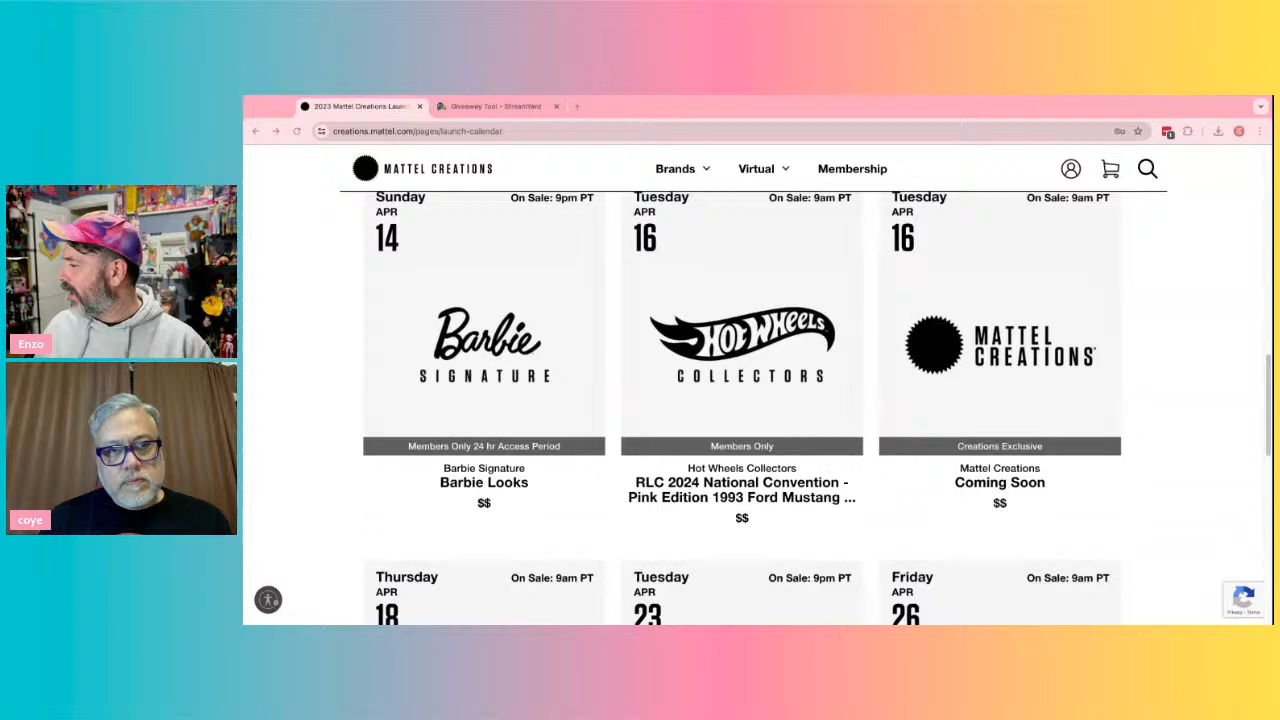 2023 Mattel Creations Launc
Giveaway Tool - StreamYard
creations.mattel.com/pages/launch-calendar
MATTEL CREATIONS
Brands
Virtual
Membership
Sunday
On Sale: 9pm PT
APR
14
Barbie
SIGNATURE
Members Only 24 hr Access Period
Barbie Signature
Barbie Looks
$$
Tuesday
On Sale: 9am PT
APR
16
HOT WHEELS
COLLECTORS
Members Only
Hot Wheels Collectors
RLC 2024 National Convention -
Pink Edition 1993 Ford Mustang ...
$$
Tuesday
On Sale: 9am PT
APR
16
MATTEL
CREATIONS
Creations Exclusive
Mattel Creations
Coming Soon
$$
Thursday
On Sale: 9am PT
APR
18
Tuesday
On Sale: 9pm PT
APR
23
Friday
On Sale: 9am PT
APR
26
Privacy - Terms
Enzo
coye